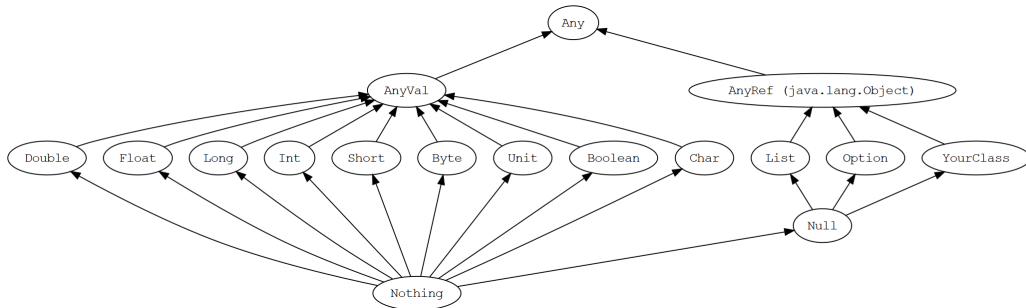 Any
AnyVal
AnyRef (java.lang.Object)
Double
Float
Long
Int
Short
Byte
Unit
Boolean
Char
List
Option
YourClass
Null
Nothing